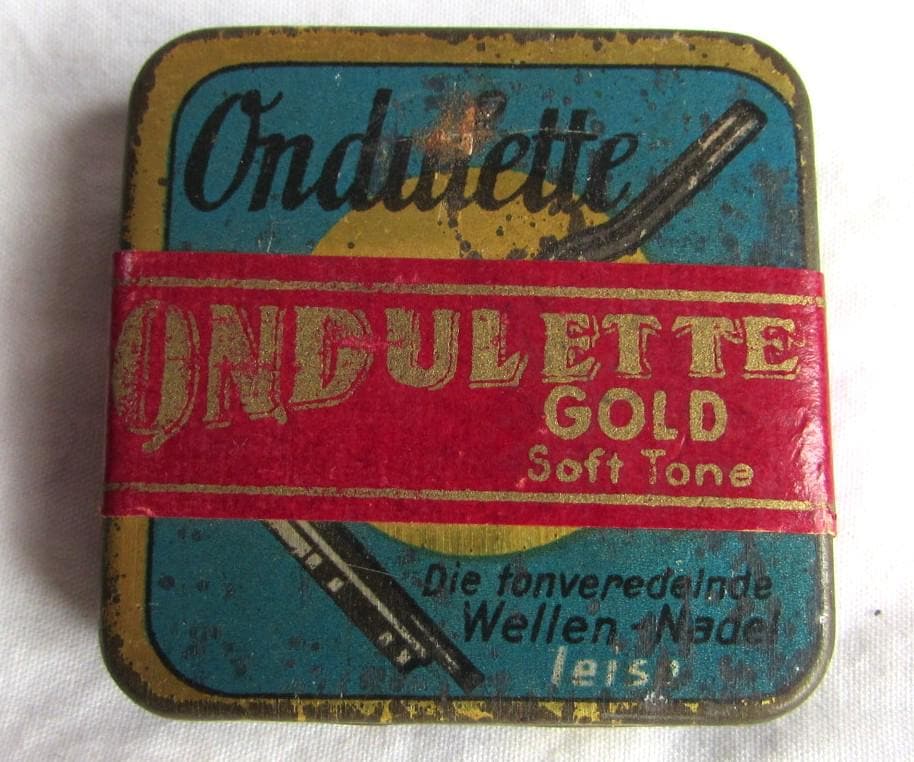 Ondulette
ONDULETTE
GOLD
Soft Tone
Die tonveredelnde
Wellen-Nadel
leise